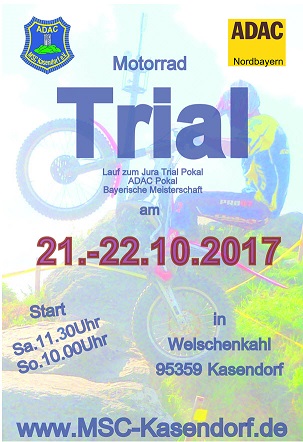 ADAC
MSC Kasendorf e.V.
ADAC
Nordbayern
Motorrad
Trial
Lauf zum Jura Trial Pokal
ADAC Pokal
Bayerische Meisterschaft
am
21.-22.10.2017
Start
Sa.11.30Uhr
So.10.00Uhr
in
Welschenkahl
95359 Kasendorf
www.MSC-Kasendorf.de